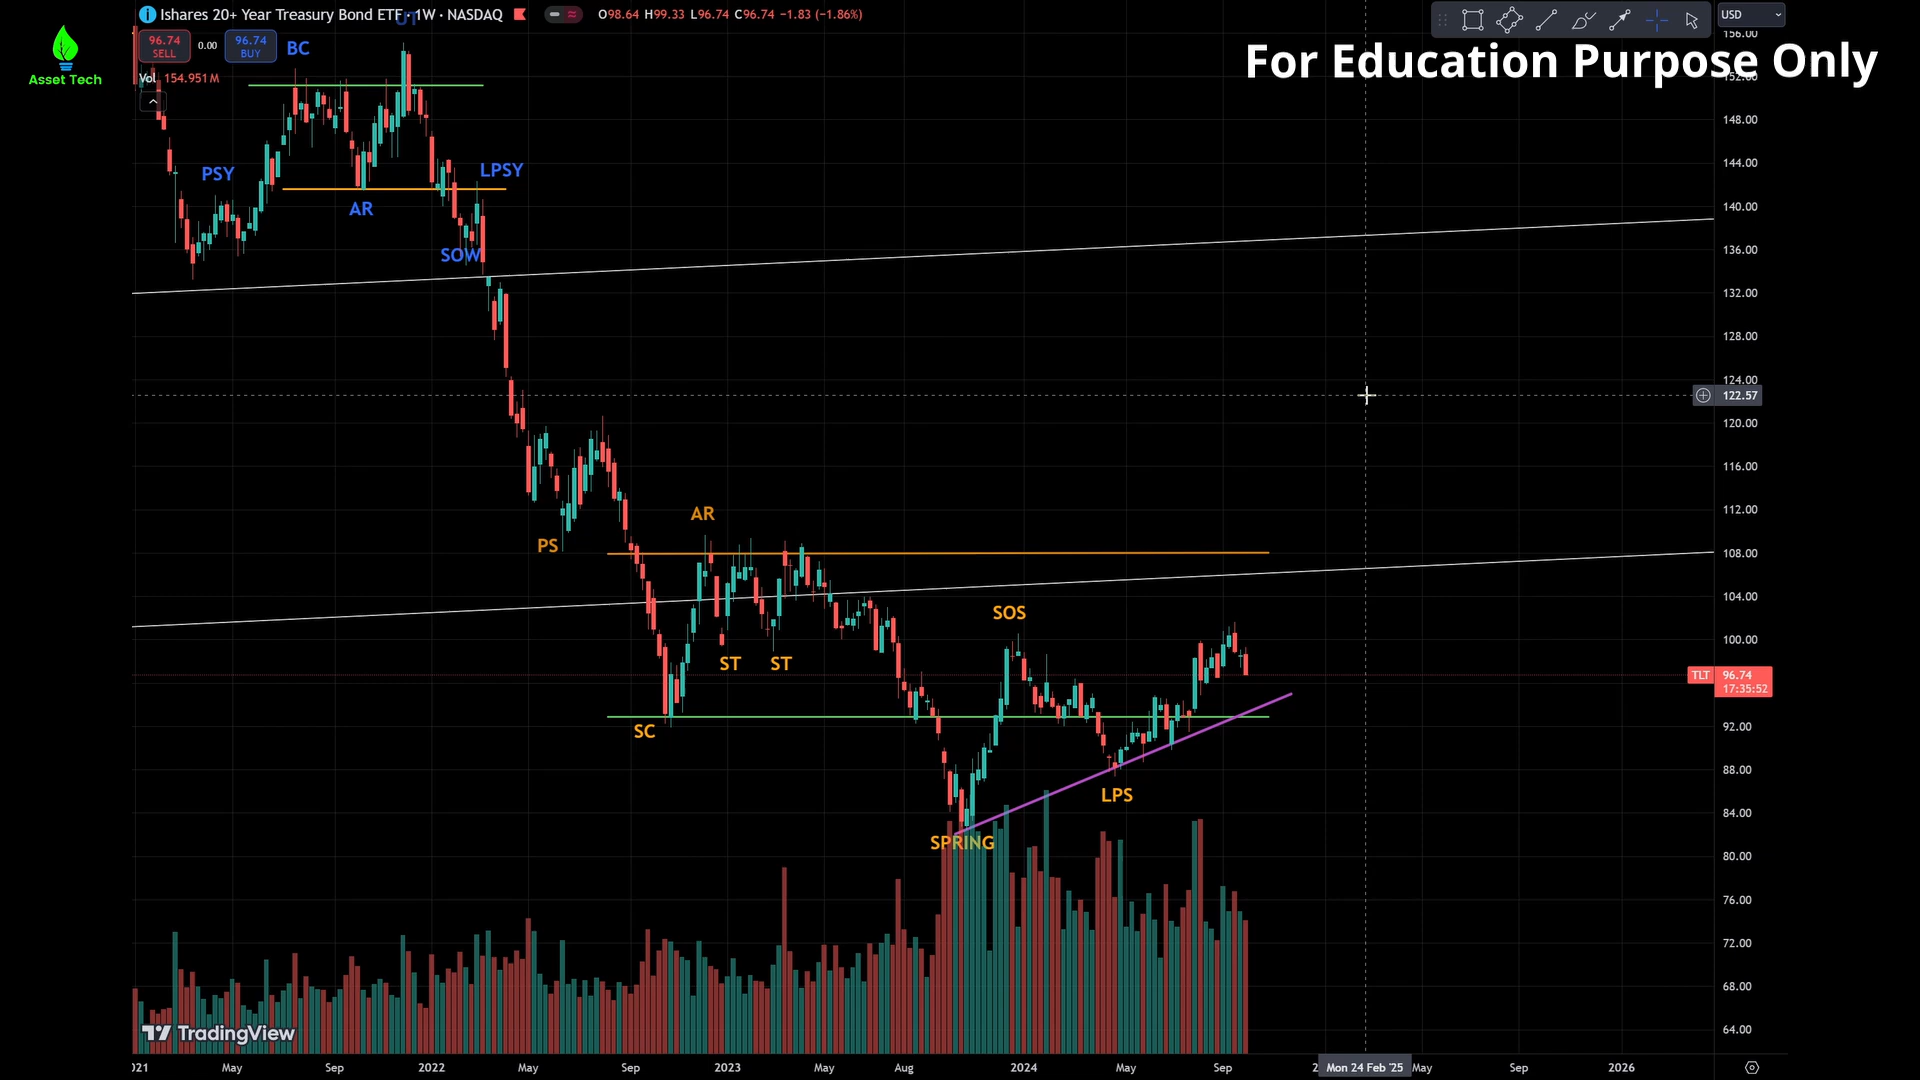 Ishares 20+ Year Treasury Bond ETF · 1W · NASDAQ
O98.64 H99.33 L96.74 C96.74 −1.83 (−1.86%)
USD
Asset Tech
96.74
SELL
0.00
96.74
BUY
Vol 154.951 M
For Education Purpose Only
UT
BC
PSY
LPSY
AR
SOW
AR
PS
SOS
ST
ST
SC
LPS
SPRING
156.00
152.00
148.00
144.00
140.00
136.00
132.00
128.00
124.00
122.57
120.00
116.00
112.00
108.00
104.00
100.00
TLT
96.74
17:35:52
92.00
88.00
84.00
80.00
76.00
72.00
68.00
64.00
TradingView
021
May
Sep
2022
May
Sep
2023
May
Aug
2024
May
Sep
2
Mon 24 Feb '25
May
Sep
2026